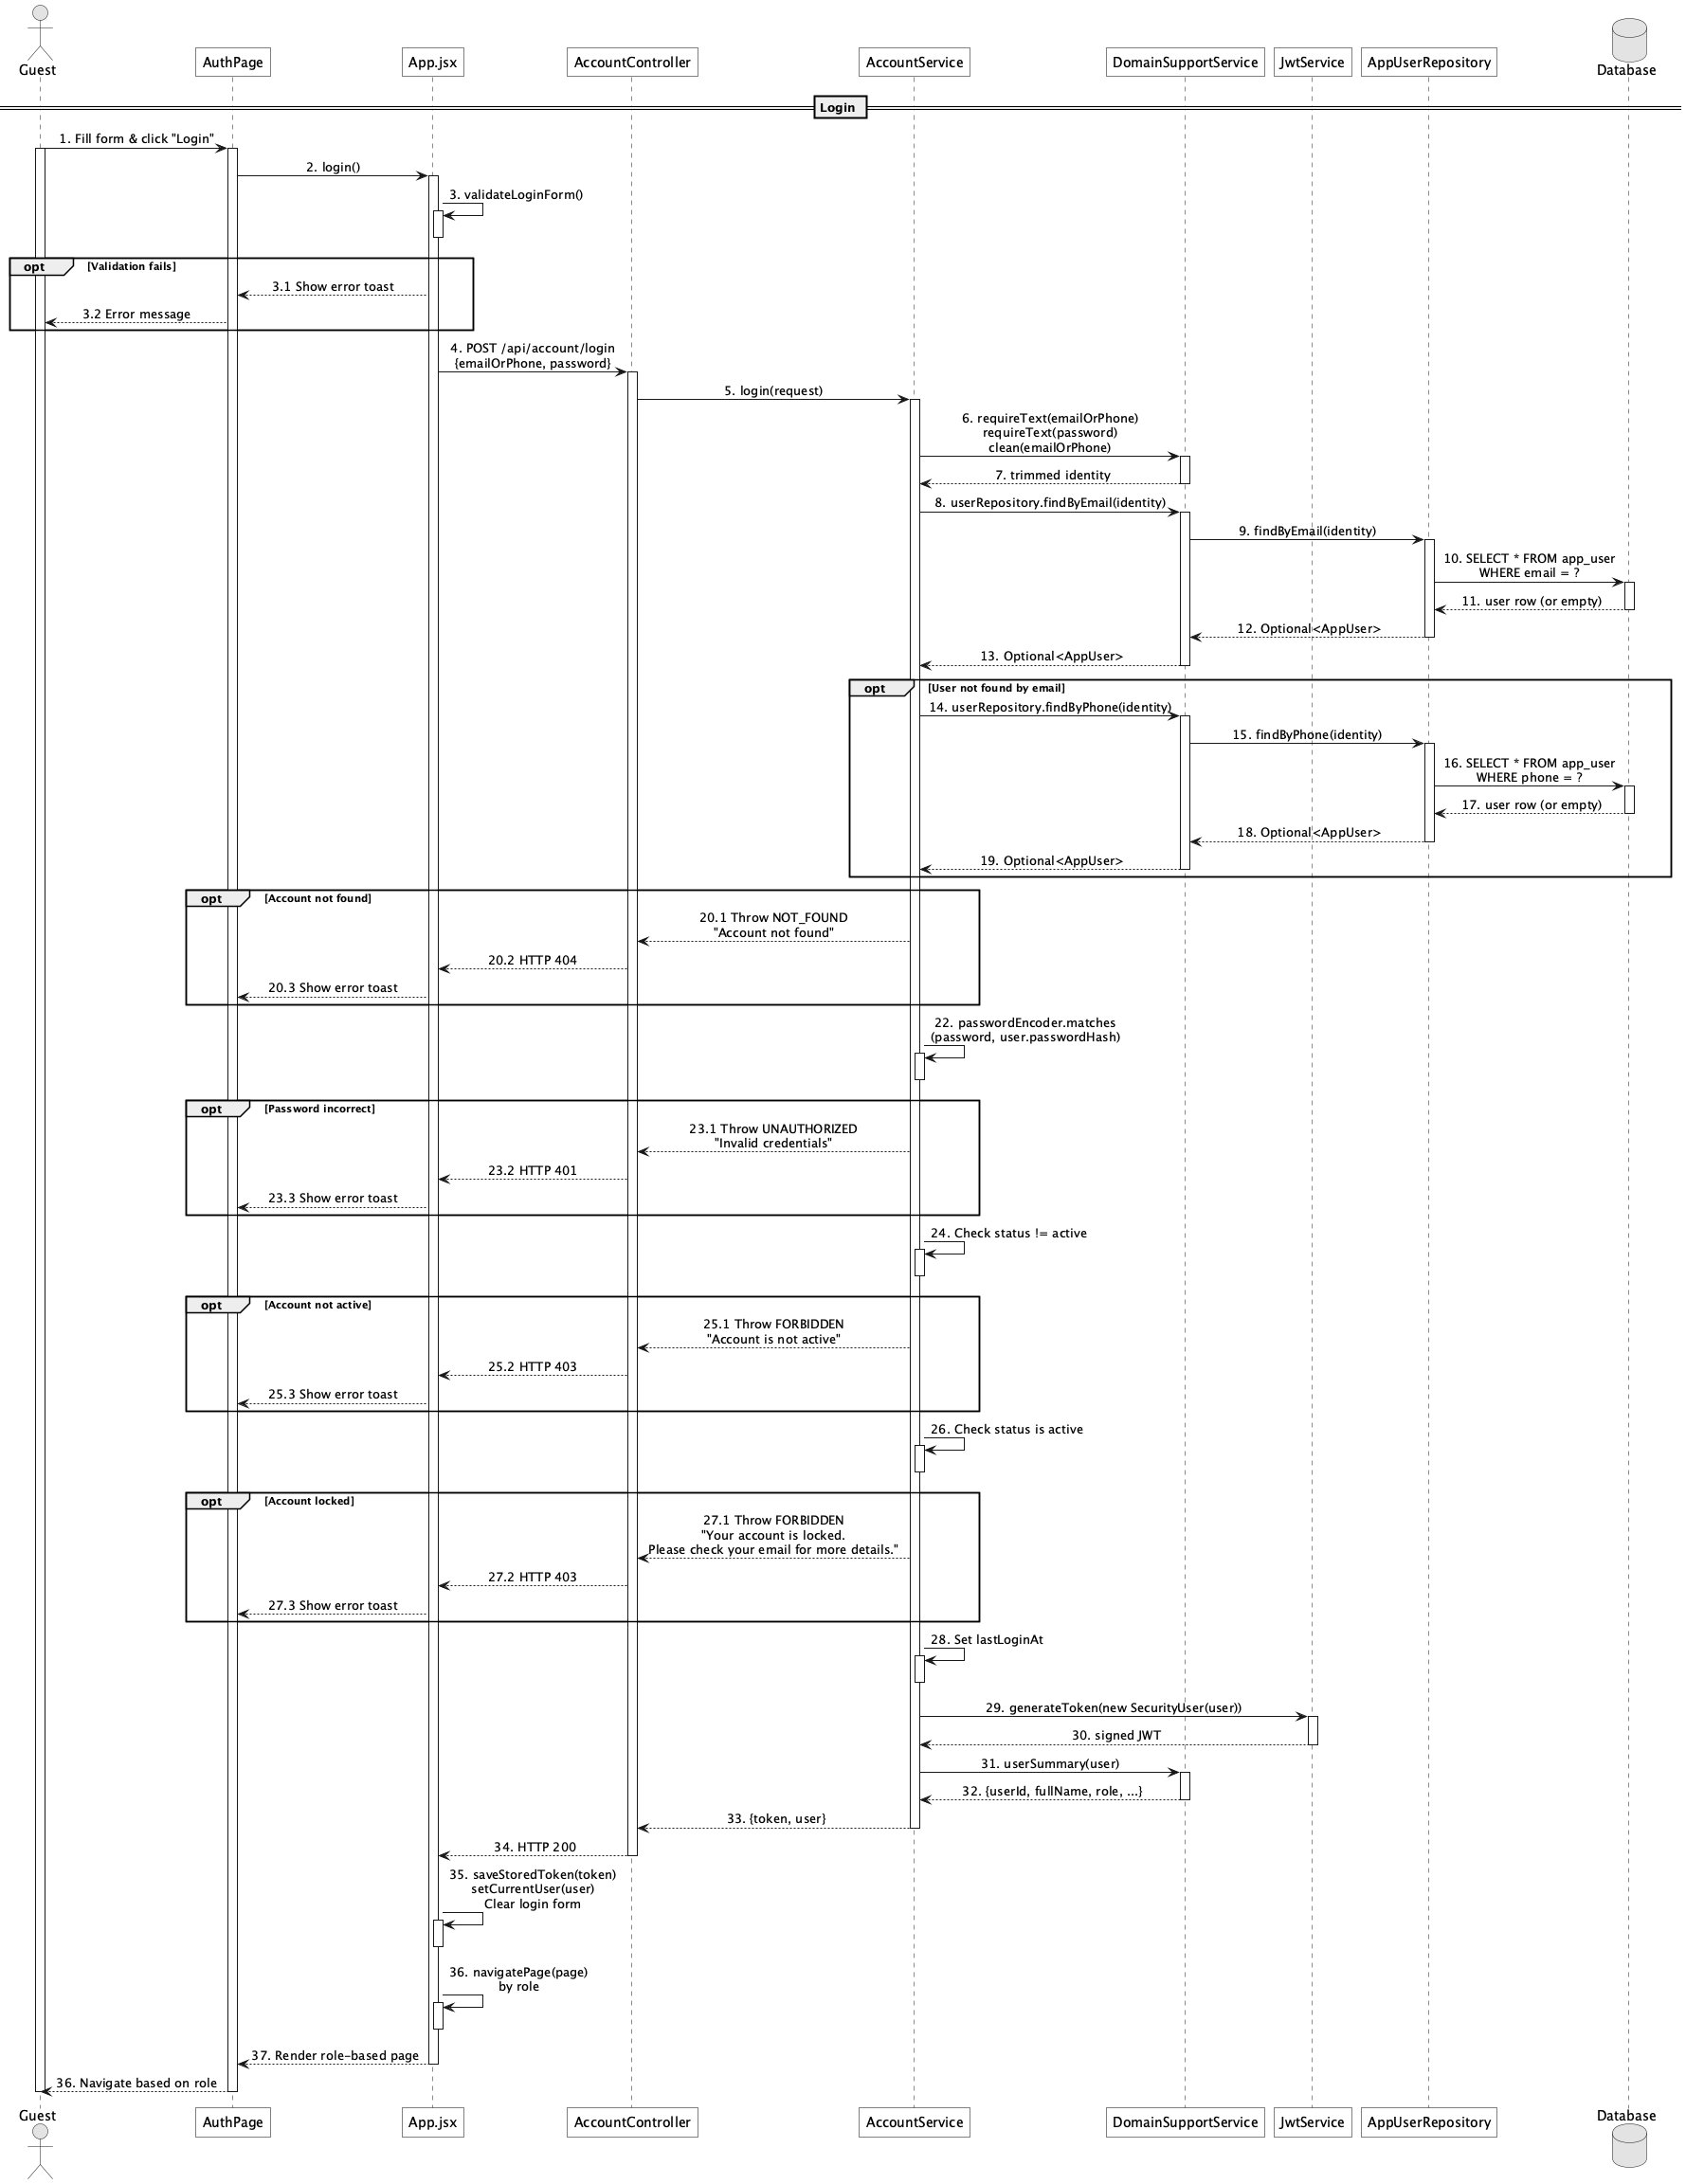 Guest
AuthPage
App.jsx
AccountController
AccountService
DomainSupportService
JwtService
AppUserRepository
Database
Login
1. Fill form & click "Login"
2. login()
3. validateLoginForm()
opt
[Validation fails]
3.1 Show error toast
3.2 Error message
4. POST /api/account/login
{emailOrPhone, password}
5. login(request)
6. requireText(emailOrPhone)
requireText(password)
clean(emailOrPhone)
7. trimmed identity
8. userRepository.findByEmail(identity)
9. findByEmail(identity)
10. SELECT * FROM app_user
WHERE email = ?
11. user row (or empty)
12. Optional<AppUser>
13. Optional<AppUser>
opt
[User not found by email]
14. userRepository.findByPhone(identity)
15. findByPhone(identity)
16. SELECT * FROM app_user
WHERE phone = ?
17. user row (or empty)
18. Optional<AppUser>
19. Optional<AppUser>
opt
[Account not found]
20.1 Throw NOT_FOUND
"Account not found"
20.2 HTTP 404
20.3 Show error toast
22. passwordEncoder.matches
(password, user.passwordHash)
opt
[Password incorrect]
23.1 Throw UNAUTHORIZED
"Invalid credentials"
23.2 HTTP 401
23.3 Show error toast
24. Check status != active
opt
[Account not active]
25.1 Throw FORBIDDEN
"Account is not active"
25.2 HTTP 403
25.3 Show error toast
26. Check status is active
opt
[Account locked]
27.1 Throw FORBIDDEN
"Your account is locked.
Please check your email for more details."
27.2 HTTP 403
27.3 Show error toast
28. Set lastLoginAt
29. generateToken(new SecurityUser(user))
30. signed JWT
31. userSummary(user)
32. {userId, fullName, role, ...}
33. {token, user}
34. HTTP 200
35. saveStoredToken(token)
setCurrentUser(user)
Clear login form
36. navigatePage(page)
by role
37. Render role-based page
36. Navigate based on role
Guest
AuthPage
App.jsx
AccountController
AccountService
DomainSupportService
JwtService
AppUserRepository
Database